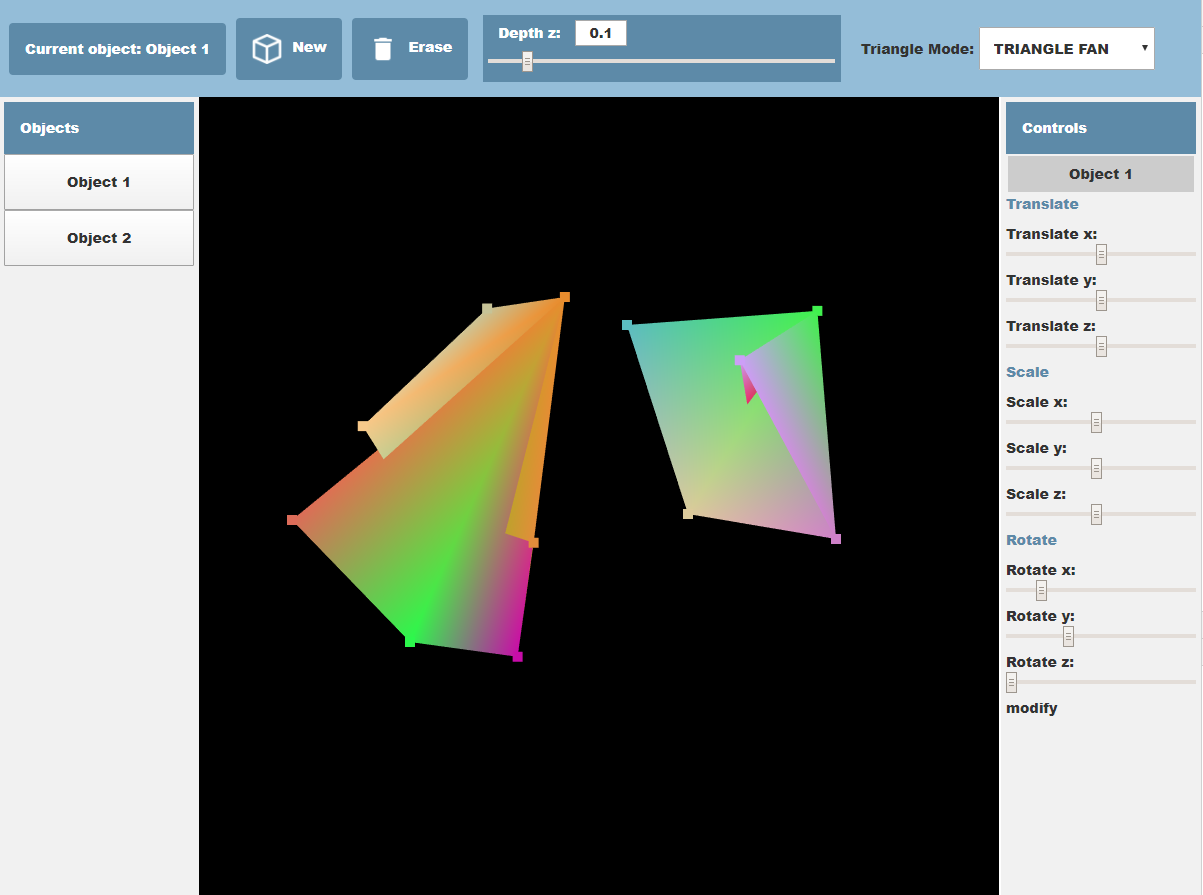 Current object: Object 1
New
Erase
Depth z: 0.1
Triangle Mode: TRIANGLE FAN
Objects
Object 1
Object 2
Controls
Object 1
Translate
Translate x:
Translate y:
Translate z:
Scale
Scale x:
Scale y:
Scale z:
Rotate
Rotate x:
Rotate y:
Rotate z:
modify